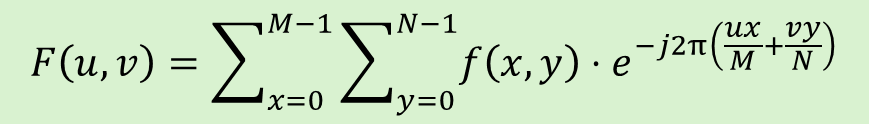 F(u, v) = ∑_{x=0}^{M−1} ∑_{y=0}^{N−1} f(x, y) · e^{−j2π(ux/M + vy/N)}